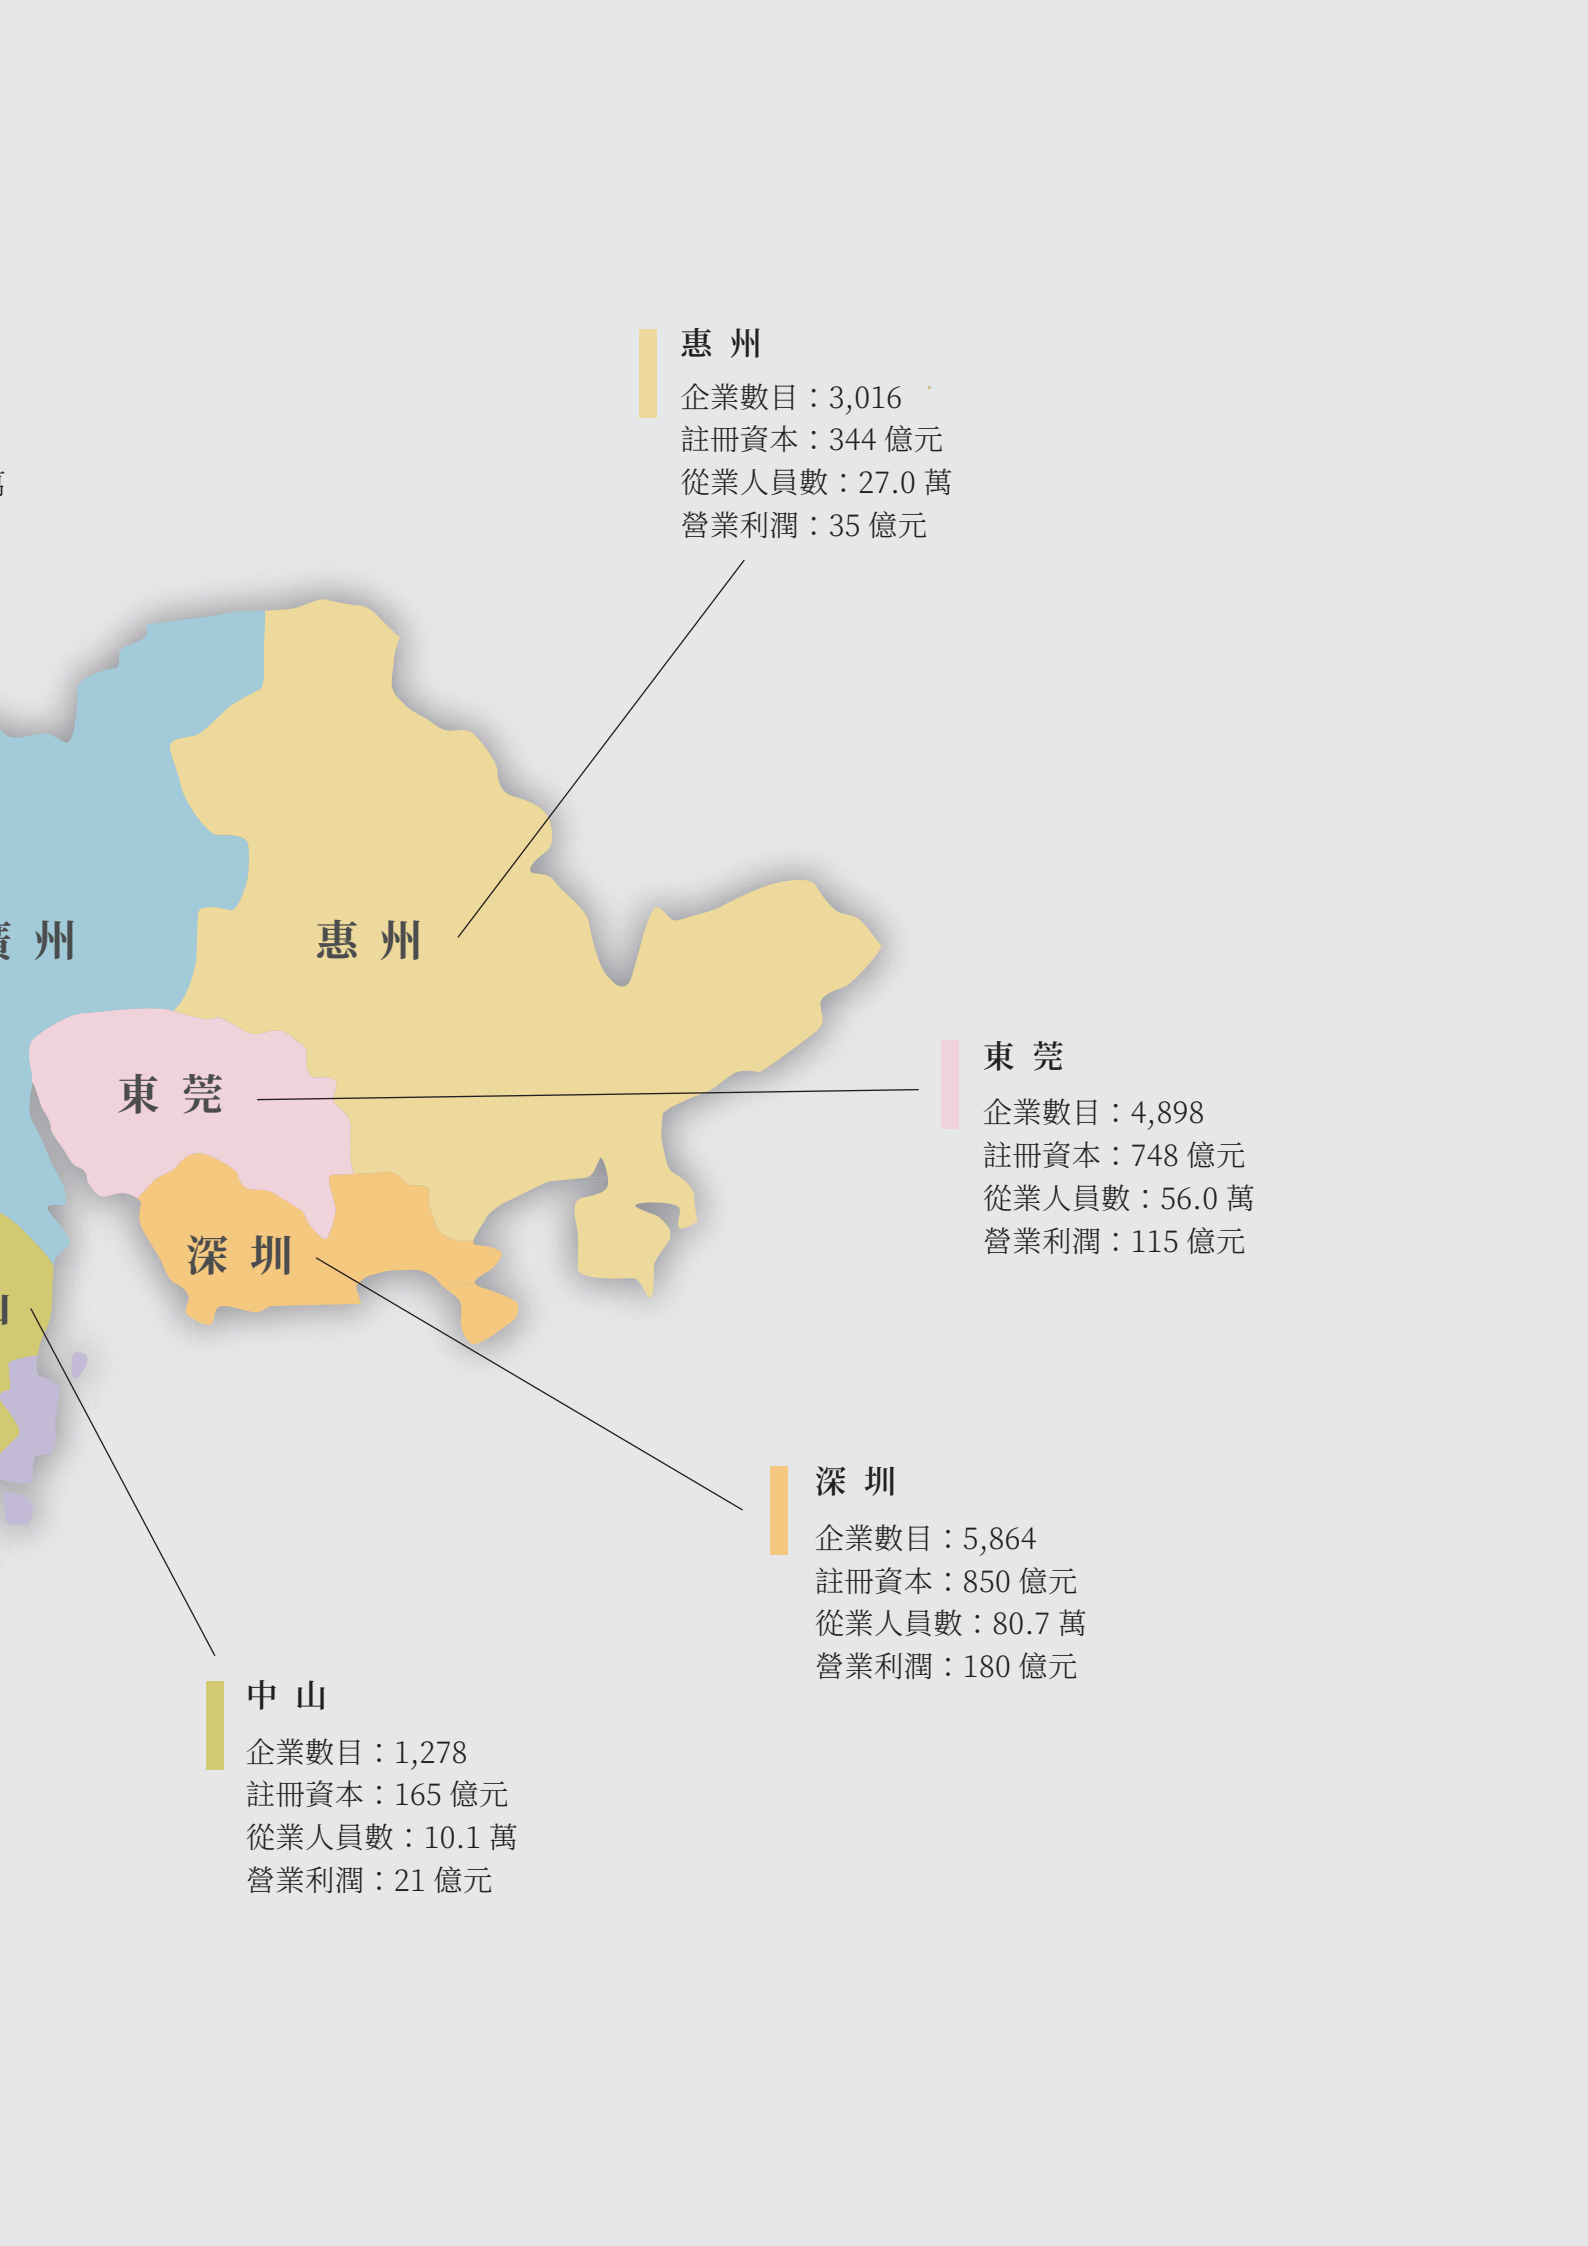 惠州
企業數目：3,016
註冊資本：344 億元
從業人員數：27.0 萬
營業利潤：35 億元
州
惠州
東莞
企業數目：4,898
註冊資本：748 億元
從業人員數：56.0 萬
營業利潤：115 億元
東莞
深圳
深圳
企業數目：5,864
註冊資本：850 億元
從業人員數：80.7 萬
營業利潤：180 億元
中山
企業數目：1,278
註冊資本：165 億元
從業人員數：10.1 萬
營業利潤：21 億元